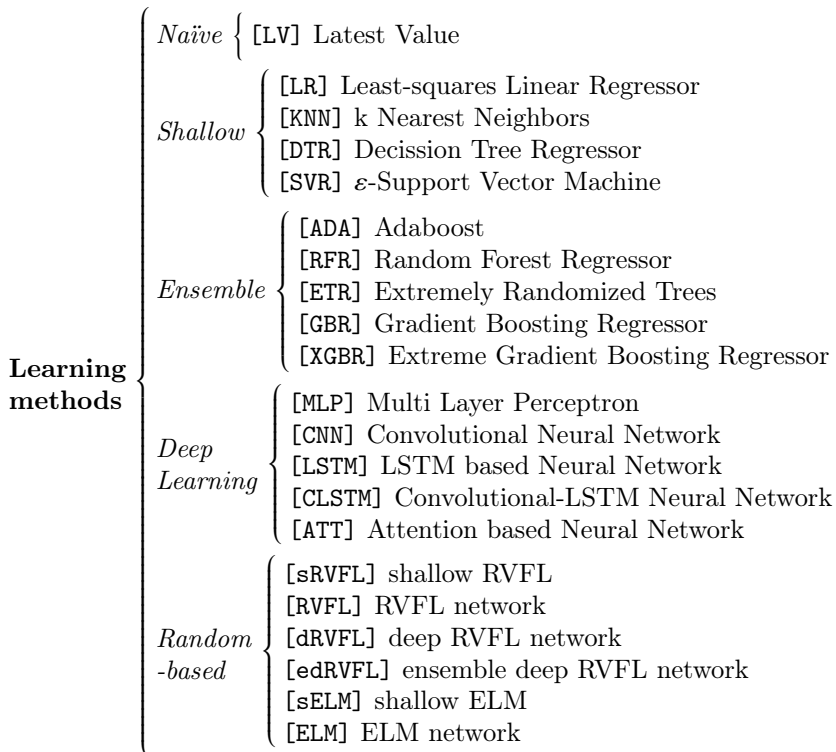 Learning
methods
Naïve
[LV] Latest Value
Shallow
[LR] Least-squares Linear Regressor
[KNN] k Nearest Neighbors
[DTR] Decission Tree Regressor
[SVR] ε-Support Vector Machine
Ensemble
[ADA] Adaboost
[RFR] Random Forest Regressor
[ETR] Extremely Randomized Trees
[GBR] Gradient Boosting Regressor
[XGBR] Extreme Gradient Boosting Regressor
Deep
Learning
[MLP] Multi Layer Perceptron
[CNN] Convolutional Neural Network
[LSTM] LSTM based Neural Network
[CLSTM] Convolutional-LSTM Neural Network
[ATT] Attention based Neural Network
Random
-based
[sRVFL] shallow RVFL
[RVFL] RVFL network
[dRVFL] deep RVFL network
[edRVFL] ensemble deep RVFL network
[sELM] shallow ELM
[ELM] ELM network